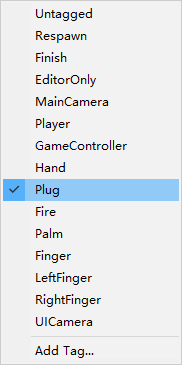 Untagged
Respawn
Finish
EditorOnly
MainCamera
Player
GameController
Hand
Plug
Fire
Palm
Finger
LeftFinger
RightFinger
UICamera
Add Tag...